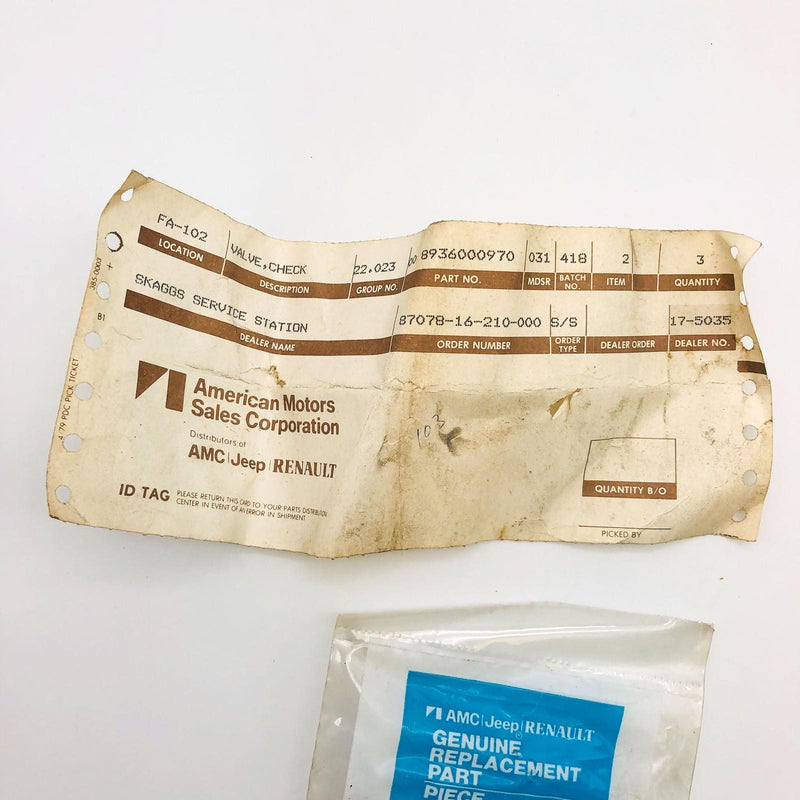 FA-102 VALVE,CHECK 22.023 00 8936000970 031 418 2 3
LOCATION DESCRIPTION GROUP NO. PART NO. MDSR BATCH NO. ITEM QUANTITY
SKAGGS SERVICE STATION 87078-16-210-000 S/S 17-5035
DEALER NAME ORDER NUMBER ORDER TYPE DEALER ORDER DEALER NO.
American Motors
Sales Corporation
Distributors of
AMC|Jeep|RENAULT
ID TAG PLEASE RETURN THIS CARD TO YOUR PARTS DISTRIBUTION
CENTER IN EVENT OF AN ERROR IN SHIPMENT
103
QUANTITY B/O
PICKED BY
385-0003 +
81
4/79 PDC PICK TICKET
AMC|Jeep|RENAULT
GENUINE
REPLACEMENT
PART
PIECE